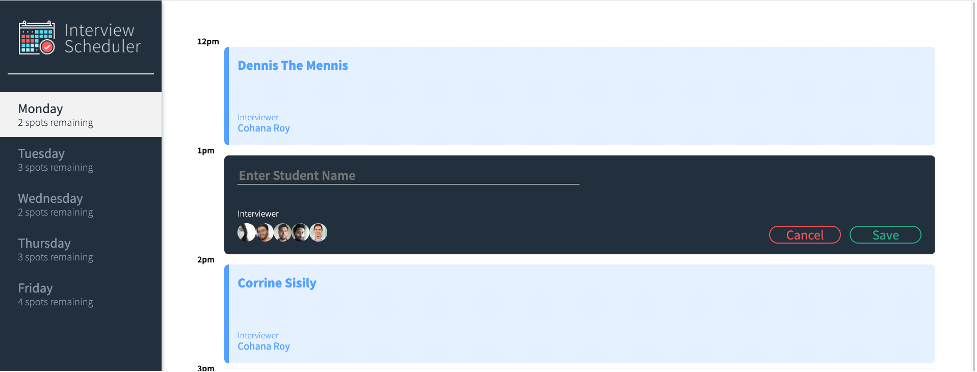 Interview
Scheduler
Monday
2 spots remaining
Tuesday
3 spots remaining
Wednesday
2 spots remaining
Thursday
3 spots remaining
Friday
4 spots remaining
12pm
Dennis The Mennis
Interviewer
Cohana Roy
1pm
Enter Student Name
Interviewer
Cancel
Save
2pm
Corrine Sisily
Interviewer
Cohana Roy
3pm